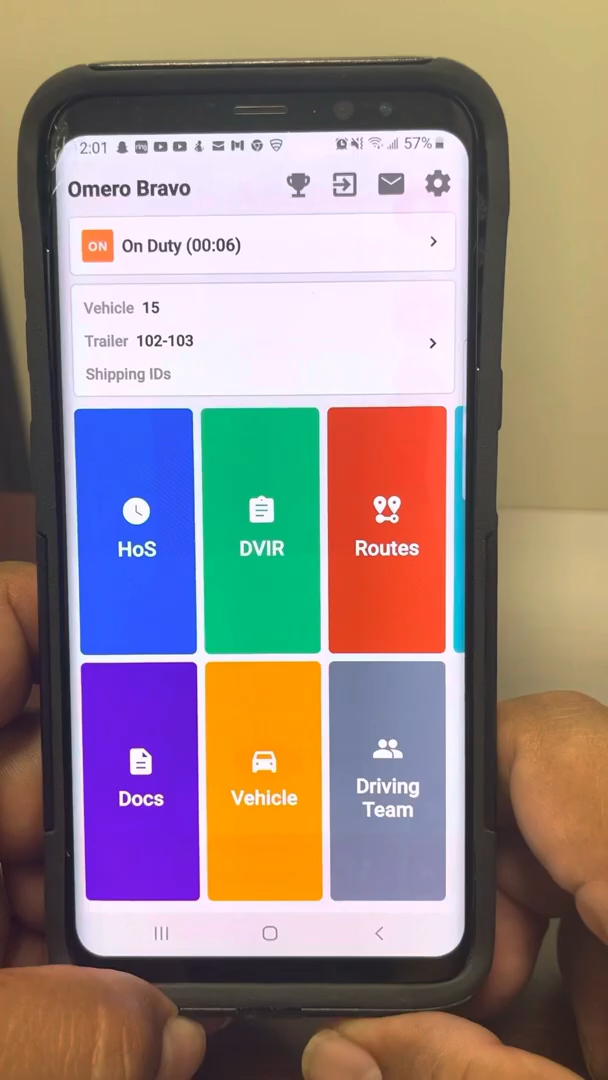 2:01 ring 57%
Omero Bravo
ON On Duty (00:06)
Vehicle 15
Trailer 102-103
Shipping IDs
HoS DVIR Routes
Docs Vehicle Driving
Team